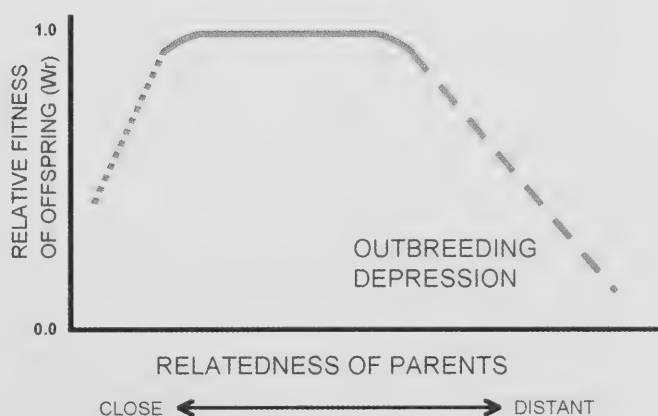 1.0
RELATIVE FITNESS
OF OFFSPRING (Wr)
OUTBREEDING
DEPRESSION
0.0
RELATEDNESS OF PARENTS
CLOSE DISTANT